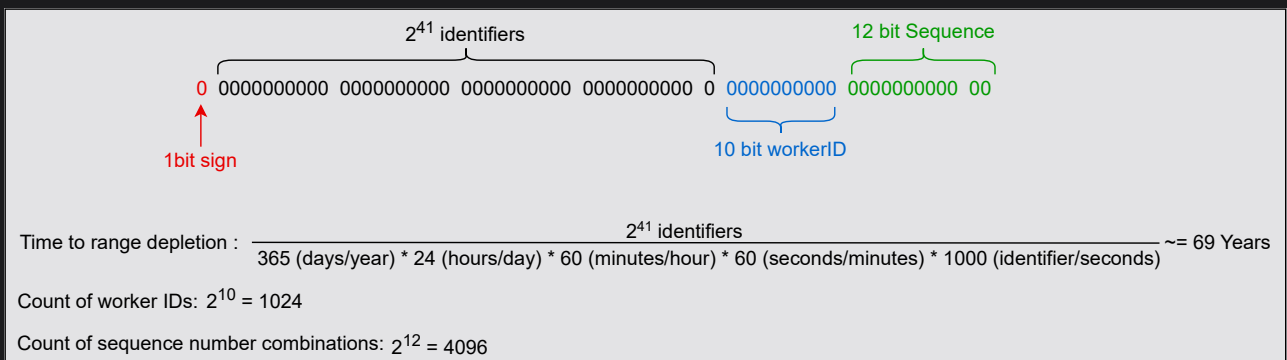 2^41 identifiers
12 bit Sequence
0 0000000000 0000000000 0000000000 0000000000 0 0000000000 0000000000 00
10 bit workerID
1bit sign
Time to range depletion : 2^41 identifiers ~= 69 Years
365 (days/year) * 24 (hours/day) * 60 (minutes/hour) * 60 (seconds/minutes) * 1000 (identifier/seconds)
Count of worker IDs: 2^10 = 1024
Count of sequence number combinations: 2^12 = 4096